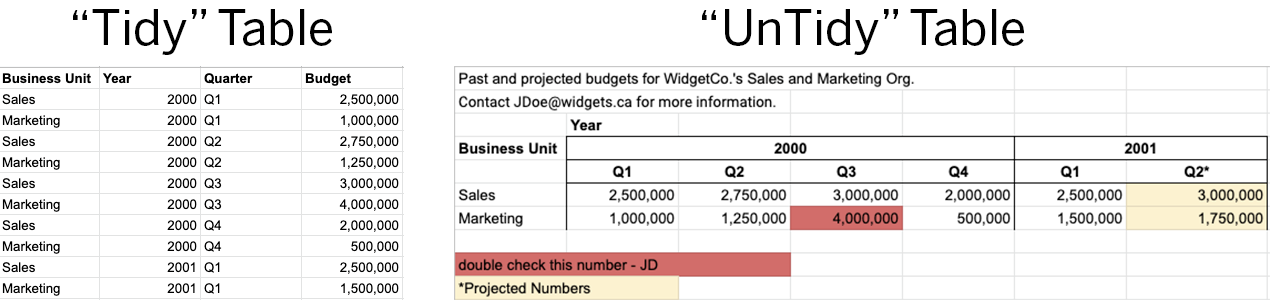 “Tidy” Table
Business Unit Year Quarter Budget
Sales 2000 Q1 2,500,000
Marketing 2000 Q1 1,000,000
Sales 2000 Q2 2,750,000
Marketing 2000 Q2 1,250,000
Sales 2000 Q3 3,000,000
Marketing 2000 Q3 4,000,000
Sales 2000 Q4 2,000,000
Marketing 2000 Q4 500,000
Sales 2001 Q1 2,500,000
Marketing 2001 Q1 1,500,000
“UnTidy” Table
Past and projected budgets for WidgetCo.'s Sales and Marketing Org.
Contact JDoe@widgets.ca for more information.
Year
Business Unit 2000 2001
Q1 Q2 Q3 Q4 Q1 Q2*
Sales 2,500,000 2,750,000 3,000,000 2,000,000 2,500,000 3,000,000
Marketing 1,000,000 1,250,000 4,000,000 500,000 1,500,000 1,750,000
double check this number - JD
*Projected Numbers